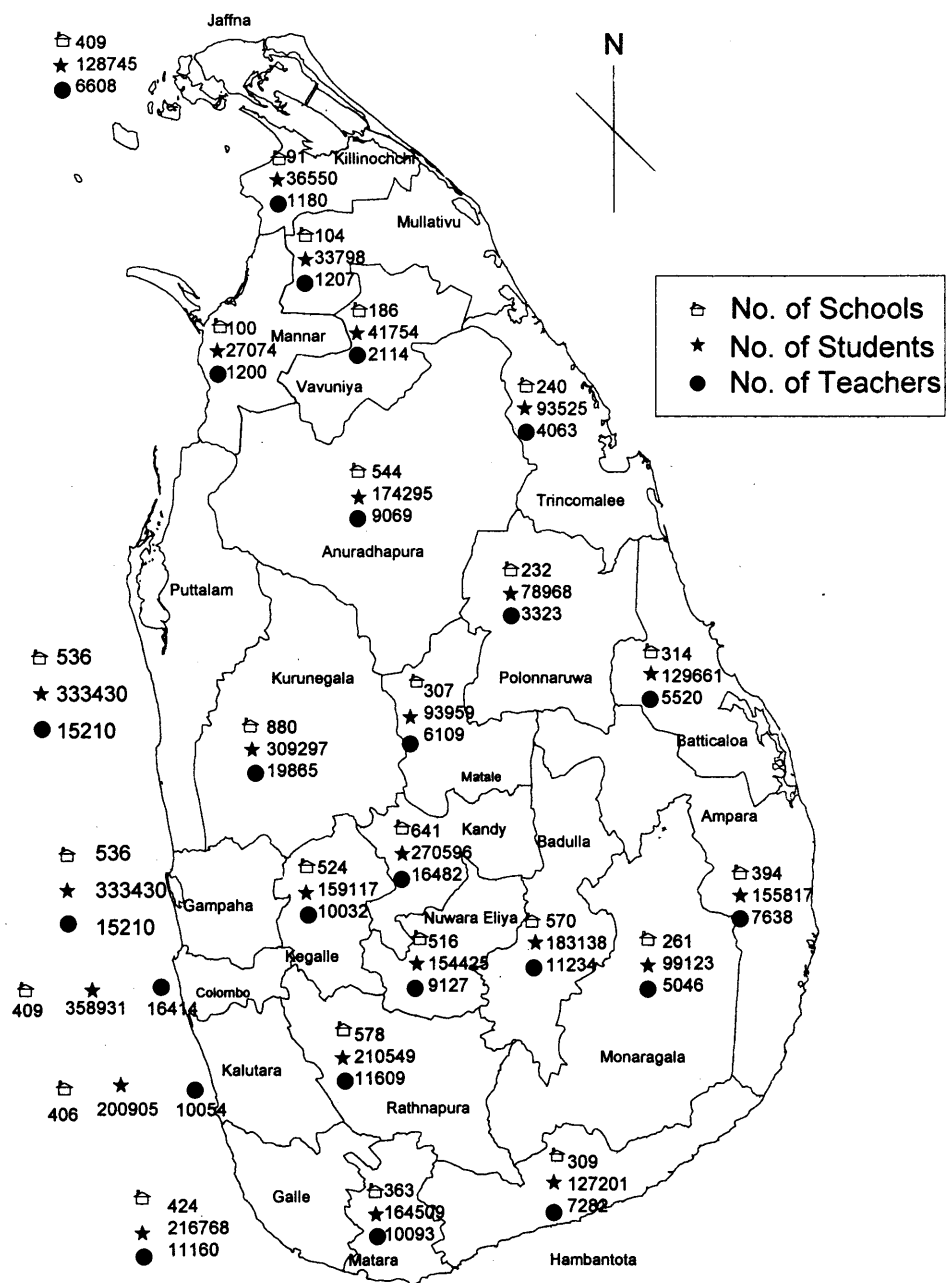 Jaffna
409
128745
6608
N
91
Killinochchi
36550
1180
Mullativu
104
33798
1207
No. of Schools
No. of Students
No. of Teachers
100
Mannar
27074
1200
186
41754
2114
Vavuniya
240
93525
4063
Trincomalee
544
174295
9069
Anuradhapura
Puttalam
232
78968
3323
Polonnaruwa
536
333430
15210
Kurunegala
880
309297
19865
307
93959
6109
Matale
314
129661
5520
Batticaloa
Ampara
394
155817
7638
641
Kandy
270596
16482
Badulla
536
333430
15210
Gampaha
524
159117
10032
Kegalle
Nuwara Eliya
516
154425
9127
570
183138
11234
261
99123
5046
Monaragala
409
358931
16414
Colombo
578
210549
11609
Rathnapura
Kalutara
406
200905
10054
309
127201
7282
Hambantota
Galle
424
216768
11160
363
164509
10093
Matara